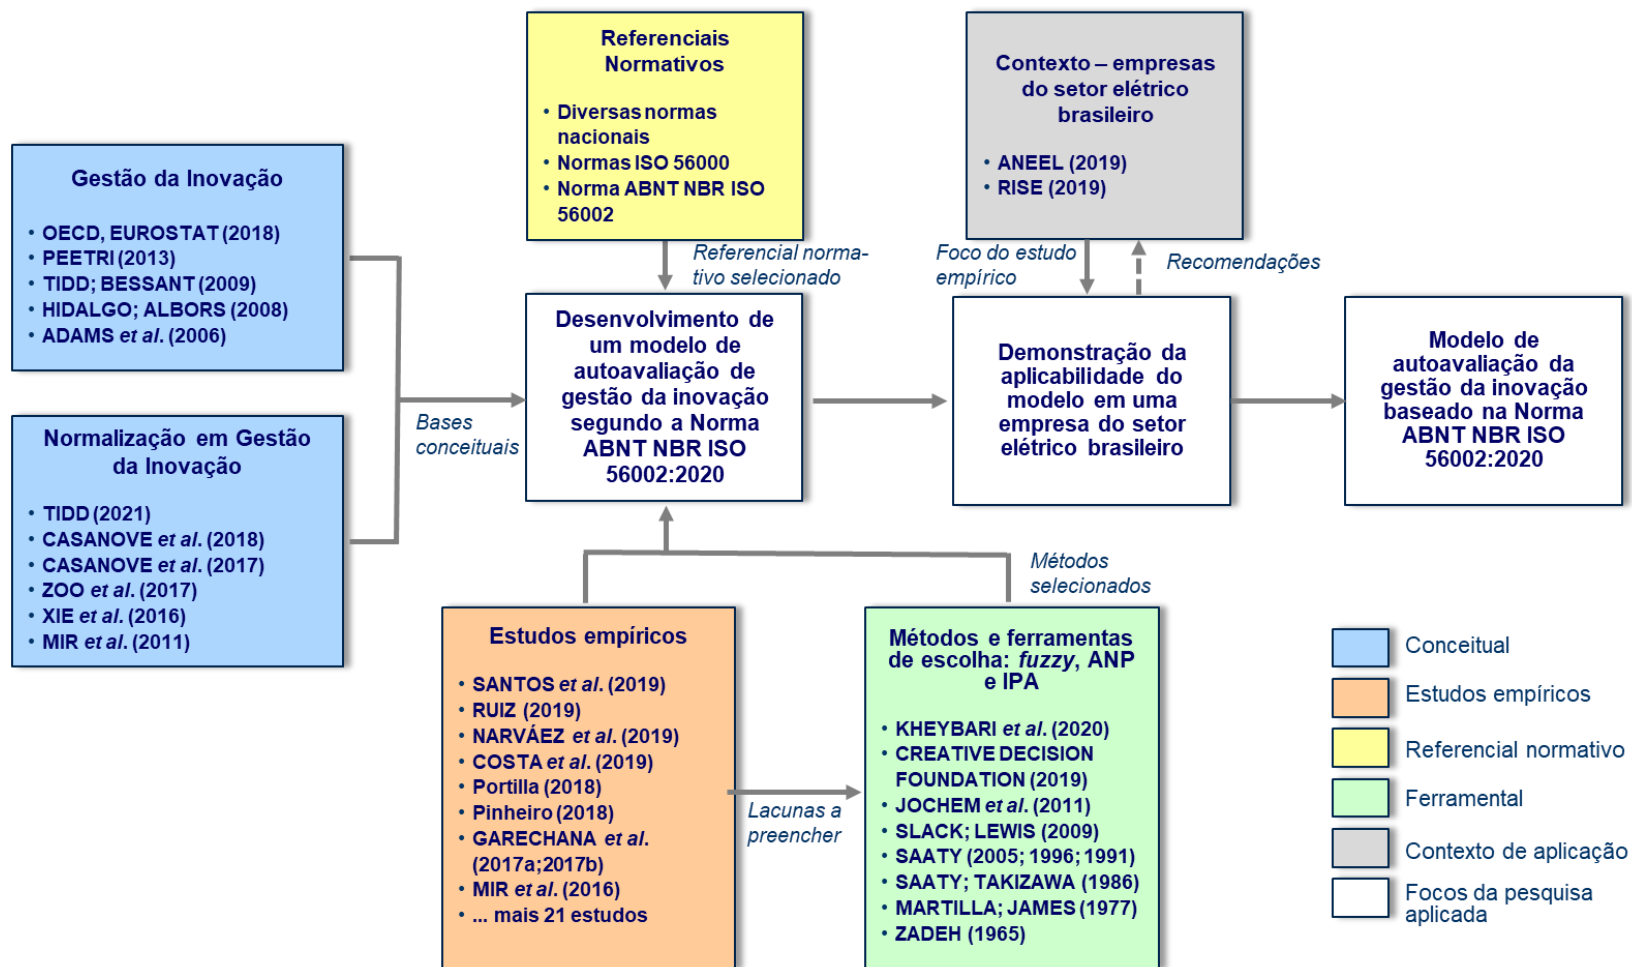 Gestão da Inovação
• OECD, EUROSTAT (2018)
• PEETRI (2013)
• TIDD; BESSANT (2009)
• HIDALGO; ALBORS (2008)
• ADAMS et al. (2006)
Normalização em Gestão
da Inovação
• TIDD (2021)
• CASANOVE et al. (2018)
• CASANOVE et al. (2017)
• ZOO et al. (2017)
• XIE et al. (2016)
• MIR et al. (2011)
Bases
conceituais
Referenciais
Normativos
• Diversas normas
nacionais
• Normas ISO 56000
• Norma ABNT NBR ISO
56002
Referencial norma-
tivo selecionado
Desenvolvimento de
um modelo de
autoavaliação de
gestão da inovação
segundo a Norma
ABNT NBR ISO
56002:2020
Contexto – empresas
do setor elétrico
brasileiro
• ANEEL (2019)
• RISE (2019)
Foco do estudo
empírico
Recomendações
Demonstração da
aplicabilidade do
modelo em uma
empresa do setor
elétrico brasileiro
Modelo de
autoavaliação da
gestão da inovação
baseado na Norma
ABNT NBR ISO
56002:2020
Métodos
selecionados
Estudos empíricos
• SANTOS et al. (2019)
• RUIZ (2019)
• NARVÁEZ et al. (2019)
• COSTA et al. (2019)
• Portilla (2018)
• Pinheiro (2018)
• GARECHANA et al.
(2017a;2017b)
• MIR et al. (2016)
• ... mais 21 estudos
Lacunas a
preencher
Métodos e ferramentas
de escolha: fuzzy, ANP
e IPA
• KHEYBARI et al. (2020)
• CREATIVE DECISION
FOUNDATION (2019)
• JOCHEM et al. (2011)
• SLACK; LEWIS (2009)
• SAATY (2005; 1996; 1991)
• SAATY; TAKIZAWA (1986)
• MARTILLA; JAMES (1977)
• ZADEH (1965)
Conceitual
Estudos empíricos
Referencial normativo
Ferramental
Contexto de aplicação
Focos da pesquisa
aplicada